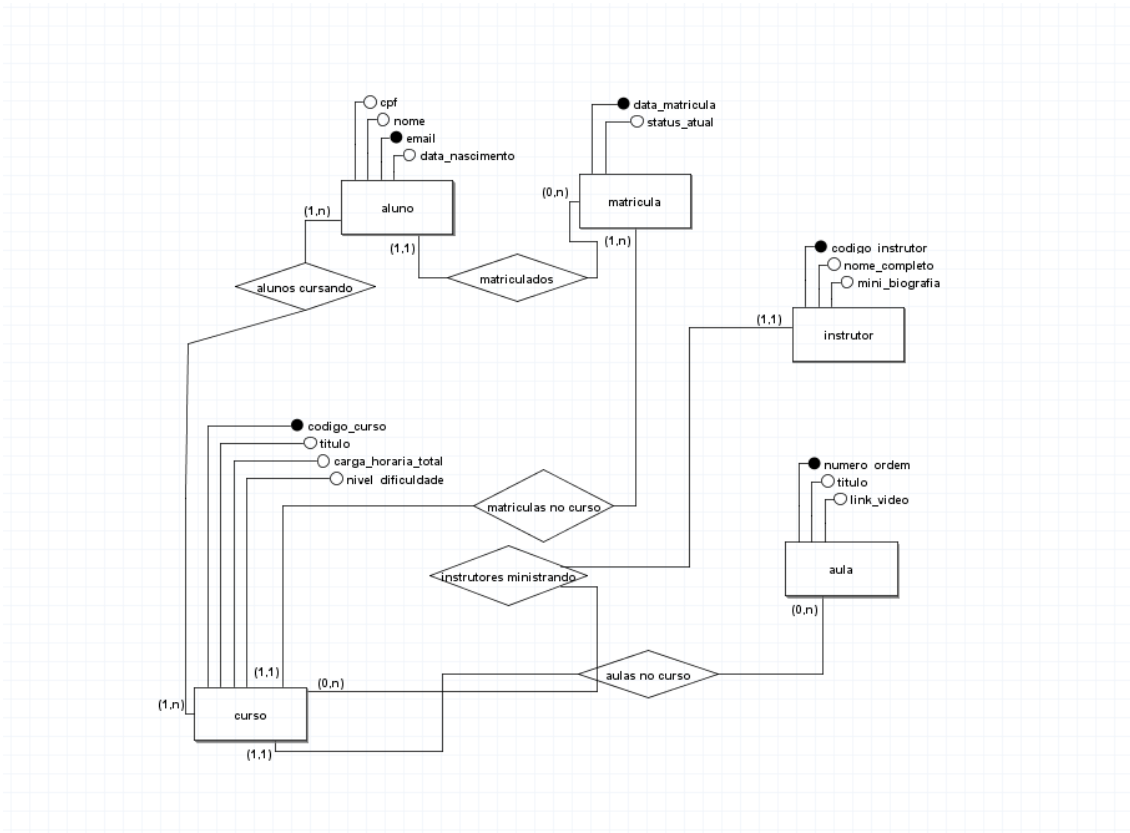 cpf
nome
email
data_nascimento
(1,n)
aluno
(1,1)
alunos cursando
matriculados
data_matricula
status_atual
(0,n)
matricula
(1,n)
codigo_instrutor
nome_completo
mini_biografia
(1,1)
instrutor
codigo_curso
titulo
carga_horaria_total
nivel_dificuldade
matriculas no curso
instrutores ministrando
numero_ordem
titulo
link_video
aula
(0,n)
aulas no curso
(1,1)
(0,n)
(1,n)
curso
(1,1)